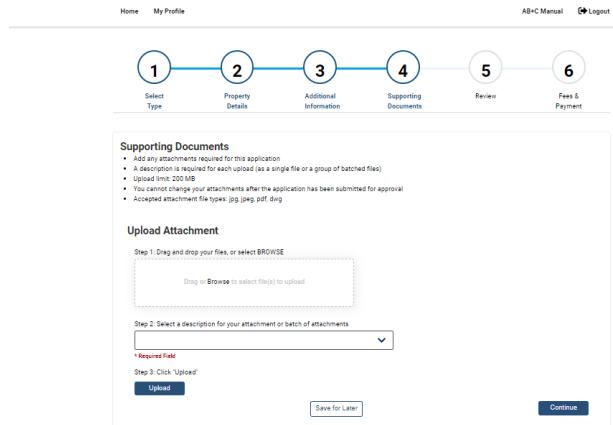 Home My Profile AB+C Manual Logout
1 2 3 4 5 6
Select Type
Property Details
Additional Information
Supporting Documents
Review
Fees & Payment
Supporting Documents
Add any attachments required for this application
A description is required for each upload (as a single file or a group of batched files)
Upload limit: 200 MB
You cannot change your attachments after the application has been submitted for approval
Accepted attachment file types: jpg, jpeg, pdf, dwg
Upload Attachment
Step 1: Drag and drop your files, or select BROWSE
Drag or Browse to select file(s) to upload
Step 2: Select a description for your attachment or batch of attachments
* Required Field
Step 3: Click 'Upload'
Upload
Save for Later
Continue